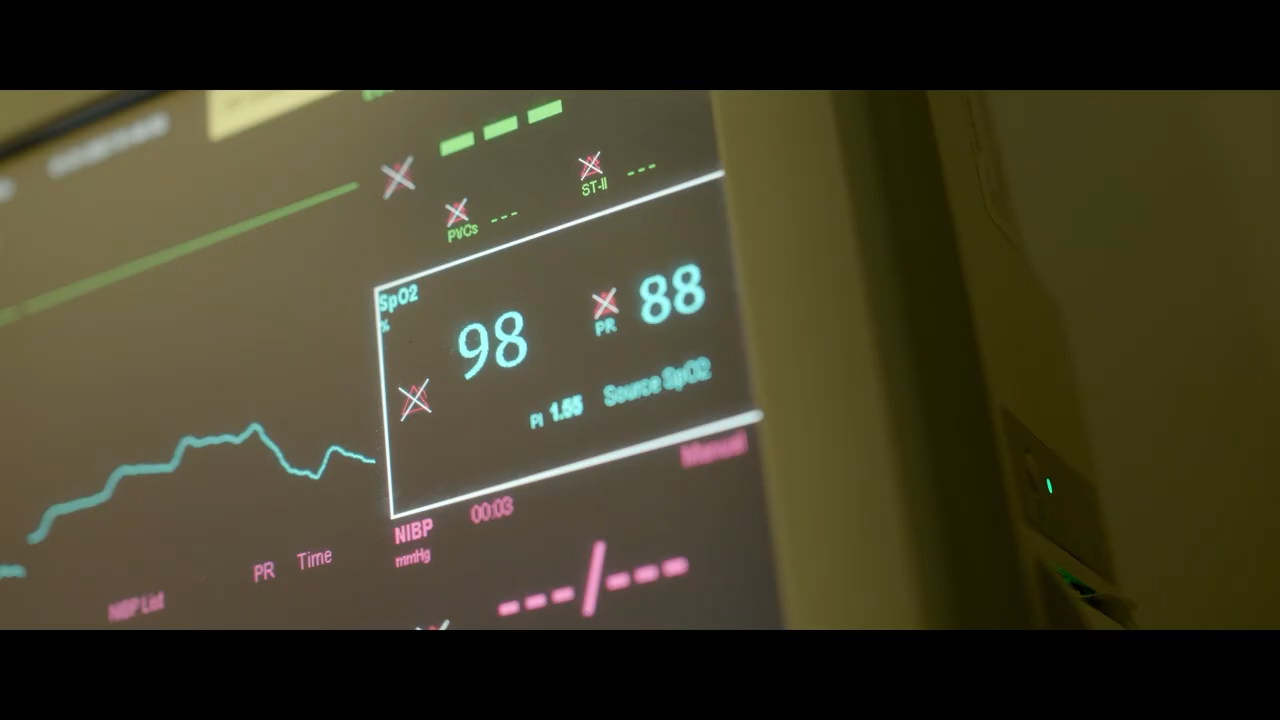 ST-II ---
PVCs ---
SpO2
%
98
PR 88
PI 1.55 Source SpO2
Manual
NIBP 00:03
mmHg
PR Time
NIBP List
---/---